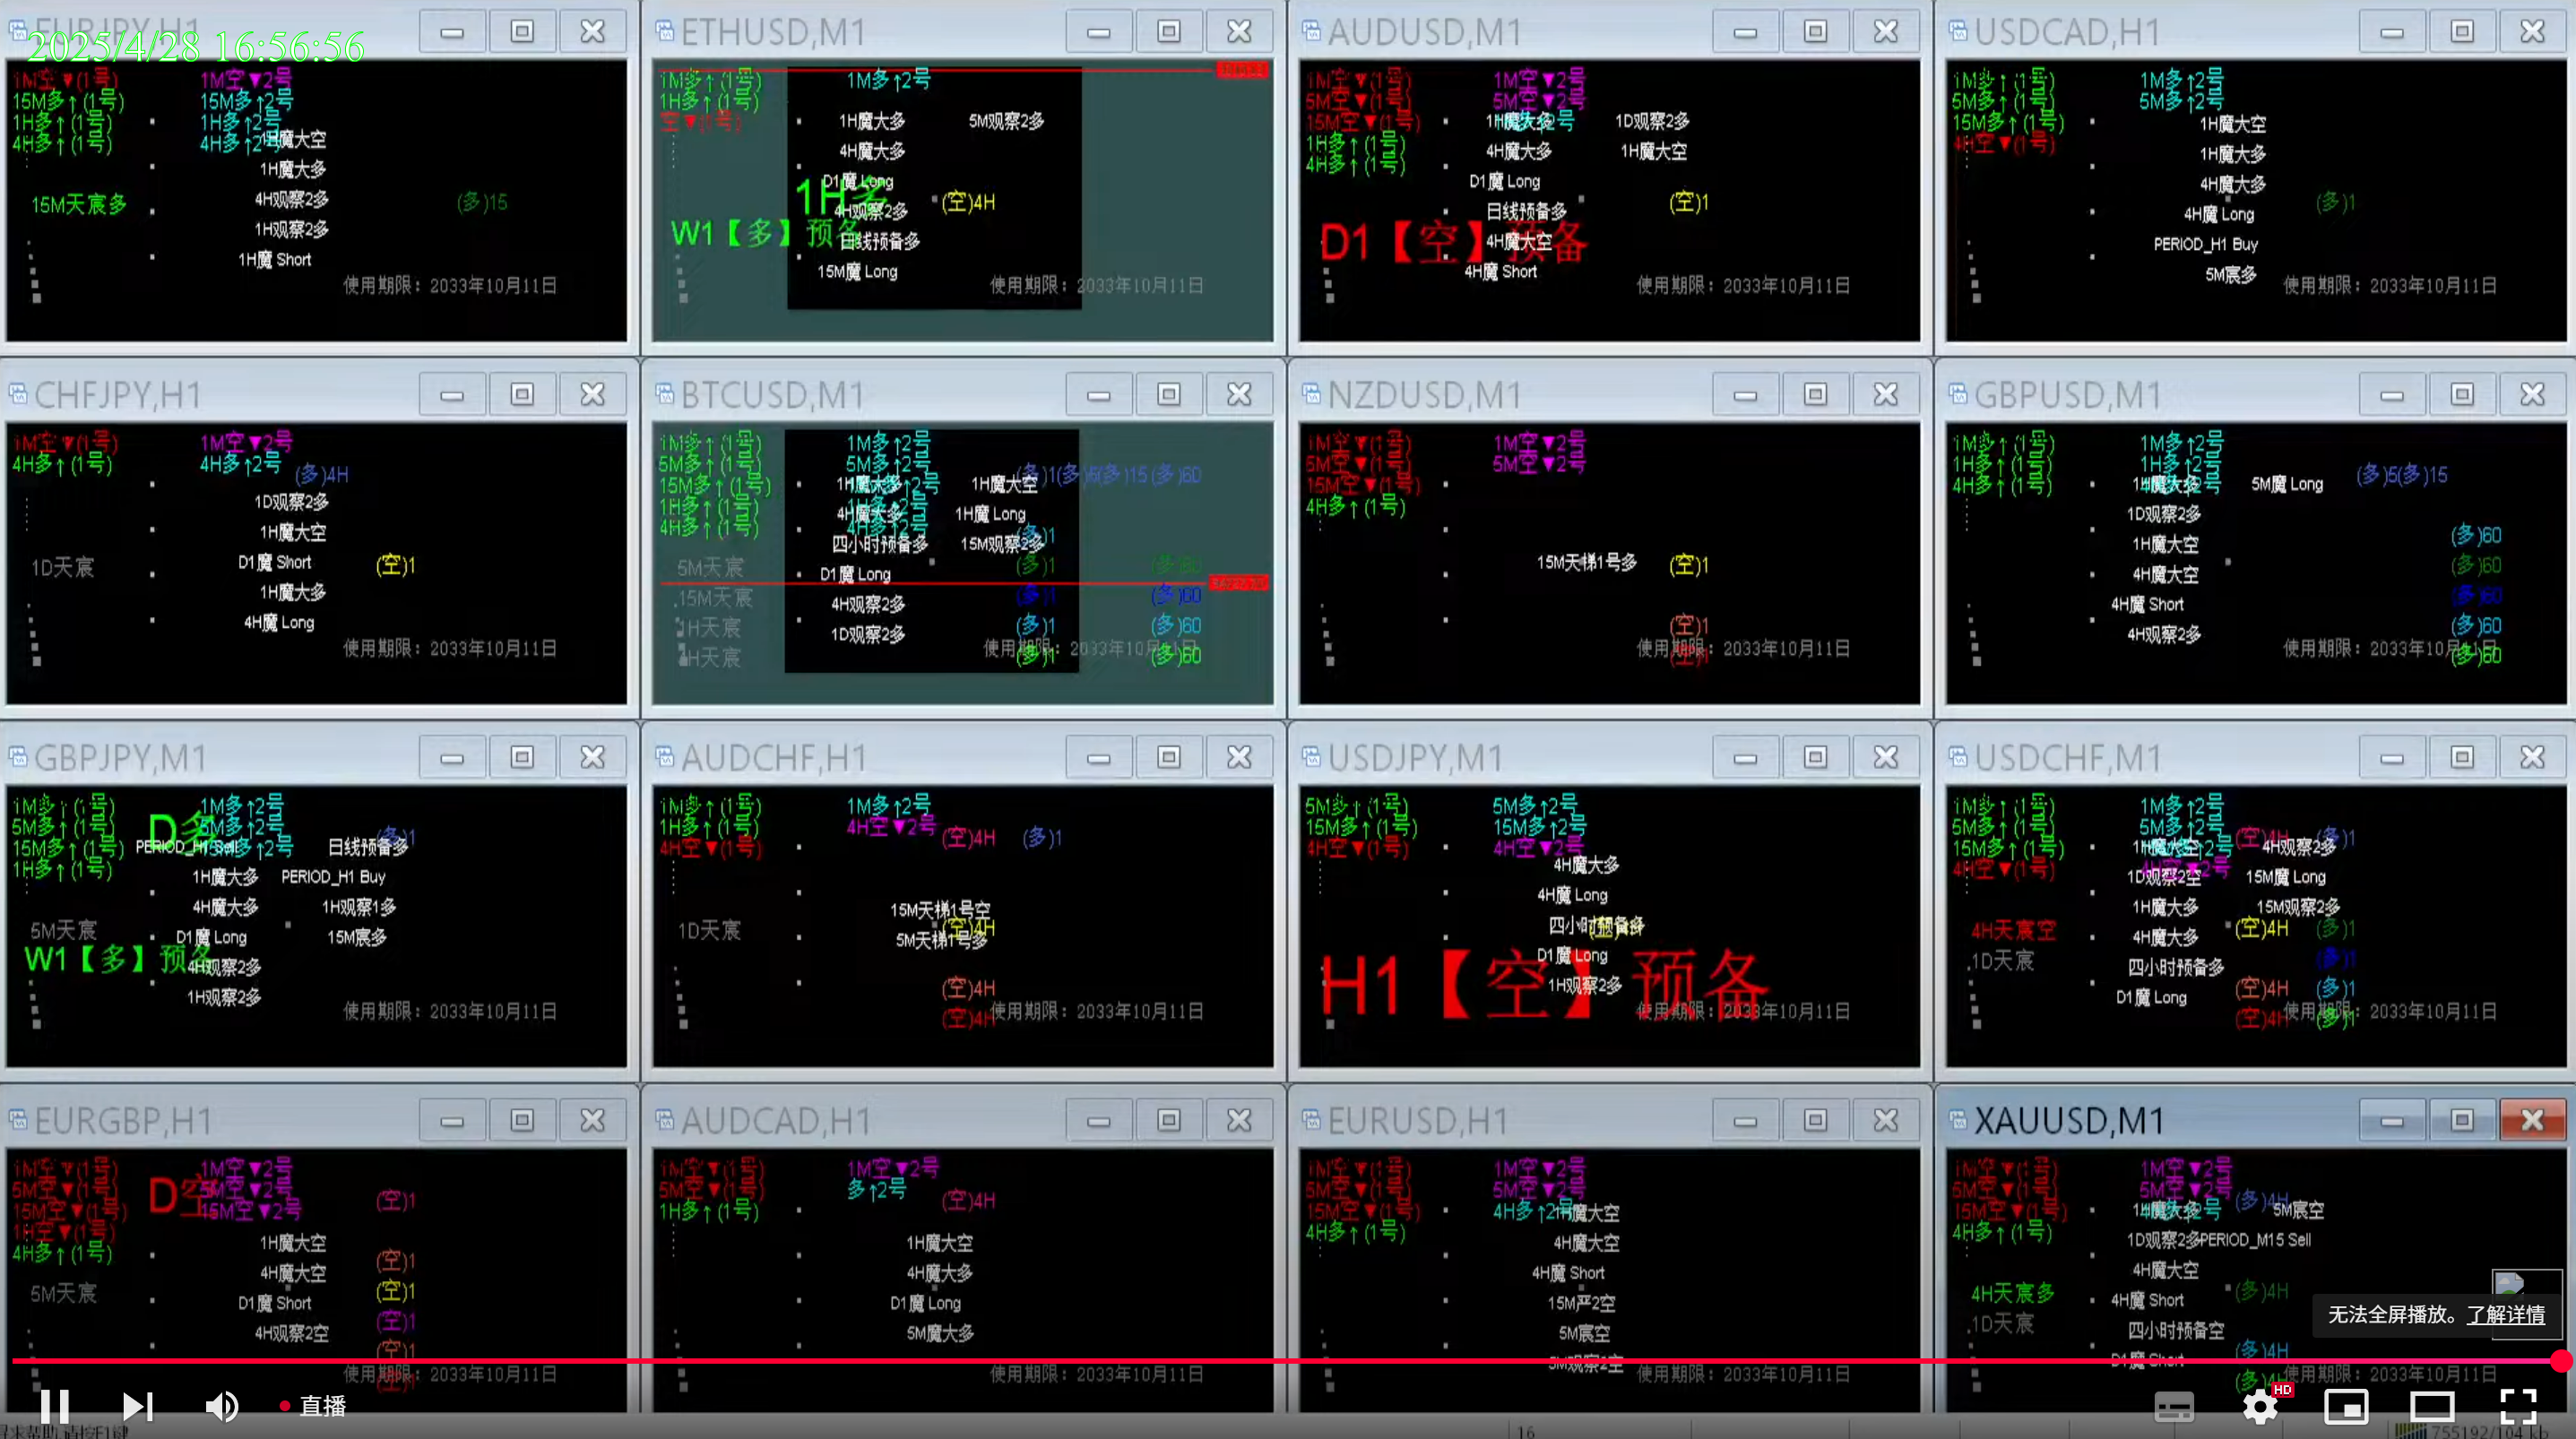 EURJPY,H1
2025/4/28 16:56:56
1M空▼(1号)
15M多↑(1号)
1H多↑(1号)
4H多↑(1号)
1M空▼2号
15M多↑2号
1H多↑2号
4H多↑2号
1H魔大空
1H魔大多
4H观察2多
1H观察2多
1H魔 Short
15M天宸多
(多)15
使用期限：2033年10月11日
ETHUSD,M1
1M多↑(1号)
1H多↑(1号)
空▼(1号)
1M多↑2号
1H魔大多
5M观察2多
4H魔大多
D1魔 Long
1H多
4H观察2多
(空)4H
W1【多】预备
日线预备多
15M魔 Long
使用期限：2033年10月11日
AUDUSD,M1
1M空▼(1号)
5M空▼(1号)
15M空▼(1号)
1H多↑(1号)
4H多↑(1号)
1M空▼2号
5M空▼2号
1H魔大多
1D观察2多
4H魔大多
1H魔大空
D1魔 Long
日线预备多
(空)1
D1【空】预备
4H魔大空
4H魔 Short
使用期限：2033年10月11日
USDCAD,H1
1M多↑(1号)
5M多↑(1号)
15M多↑(1号)
4H空▼(1号)
1M多↑2号
5M多↑2号
1H魔大空
1H魔大多
4H魔大多
4H魔 Long
(多)1
PERIOD_H1 Buy
5M宸多
使用期限：2033年10月11日
CHFJPY,H1
1M空▼(1号)
4H多↑(1号)
1M空▼2号
4H多↑2号
(多)4H
1D观察2多
1H魔大空
D1魔 Short
1H魔大多
4H魔 Long
1D天宸
(空)1
使用期限：2033年10月11日
BTCUSD,M1
1M多↑(1号)
5M多↑(1号)
15M多↑(1号)
1H多↑(1号)
4H多↑(1号)
1M多↑2号
5M多↑2号
(多)1(多)5(多)15(多)60
1H魔大多
1H魔大空
4H魔大多
1H魔 Long
四小时预备多
15M观察2多
(多)1
D1魔 Long
4H观察2多
1D观察2多
5M天宸
15M天宸
1H天宸
4H天宸
(多)1
(多)60
(多)1
(多)60
(多)1
(多)60
(多)1
(多)60
使用期限：2033年10月11日
NZDUSD,M1
1M空▼(1号)
5M空▼(1号)
15M空▼(1号)
4H多↑(1号)
1M空▼2号
5M空▼2号
15M天梯1号多
(空)1
(空)1
(空)1
使用期限：2033年10月11日
GBPUSD,M1
1M多↑(1号)
1H多↑(1号)
4H多↑(1号)
1M多↑2号
1H多↑2号
1H魔大多
5M魔 Long
(多)5(多)15
1D观察2多
1H魔大空
4H魔大空
4H魔 Short
4H观察2多
(多)60
(多)60
(多)60
(多)60
(多)60
使用期限：2033年10月11日
GBPJPY,M1
1M多↑(1号)
5M多↑(1号)
15M多↑(1号)
1H多↑(1号)
D多
1M多↑2号
5M多↑2号
15M多↑2号
(多)1
PERIOD_H1 Sell
日线预备多
1H魔大多
PERIOD_H1 Buy
4H魔大多
1H观察1多
D1魔 Long
15M宸多
5M天宸
W1【多】预备
4H观察2多
1H观察2多
使用期限：2033年10月11日
AUDCHF,H1
1M多↑(1号)
1H多↑(1号)
4H空▼(1号)
1M多↑2号
4H空▼2号
(空)4H
(多)1
15M天梯1号空
(空)4H
5M天梯1号多
1D天宸
(空)4H
(空)4H
使用期限：2033年10月11日
USDJPY,M1
5M多↑(1号)
15M多↑(1号)
4H空▼(1号)
5M多↑2号
15M多↑2号
4H空▼2号
4H魔大多
4H魔 Long
四小时预备多
D1魔 Long
1H观察2多
H1【空】预备
使用期限：2033年10月11日
USDCHF,M1
1M多↑(1号)
5M多↑(1号)
15M多↑(1号)
4H空▼(1号)
1M多↑2号
5M多↑2号
(空)4H
(多)1
1H魔大空
4H观察2多
1D观察2空
15M魔 Long
1H魔大多
15M观察2多
4H魔大多
(空)4H
(多)1
四小时预备多
D1魔 Long
4H天宸空
1D天宸
(多)1
(空)4H
(多)1
(空)4H
(多)1
使用期限：2033年10月11日
EURGBP,H1
1M空▼(1号)
5M空▼(1号)
15M空▼(1号)
1H空▼(1号)
4H多↑(1号)
D空
1M空▼2号
5M空▼2号
15M空▼2号
(空)1
1H魔大空
4H魔大空
D1魔 Short
4H观察2空
5M天宸
(空)1
(空)1
(空)1
(空)1
(空)1
使用期限：2033年10月11日
AUDCAD,H1
1M空▼(1号)
5M空▼(1号)
1H多↑(1号)
1M空▼2号
多↑2号
(空)4H
1H魔大空
4H魔大多
D1魔 Long
5M魔大多
使用期限：2033年10月11日
EURUSD,H1
1M空▼(1号)
5M空▼(1号)
15M空▼(1号)
4H多↑(1号)
1M空▼2号
5M空▼2号
4H多↑2号
1H魔大空
4H魔大空
4H魔 Short
15M严2空
5M宸空
5M观察2空
使用期限：2033年10月11日
XAUUSD,M1
1M空▼(1号)
5M空▼(1号)
15M空▼(1号)
4H多↑(1号)
1M空▼2号
5M空▼2号
(多)4H
1H魔大多
5M宸空
1D观察2多
PERIOD_M15 Sell
4H魔大空
4H魔 Short
(多)4H
四小时预备空
D1魔 Short
4H天宸多
1D天宸
(多)4H
(多)4H
使用期限：2033年10月11日
无法全屏播放。了解详情
直播
HD
16
755192/104 kb